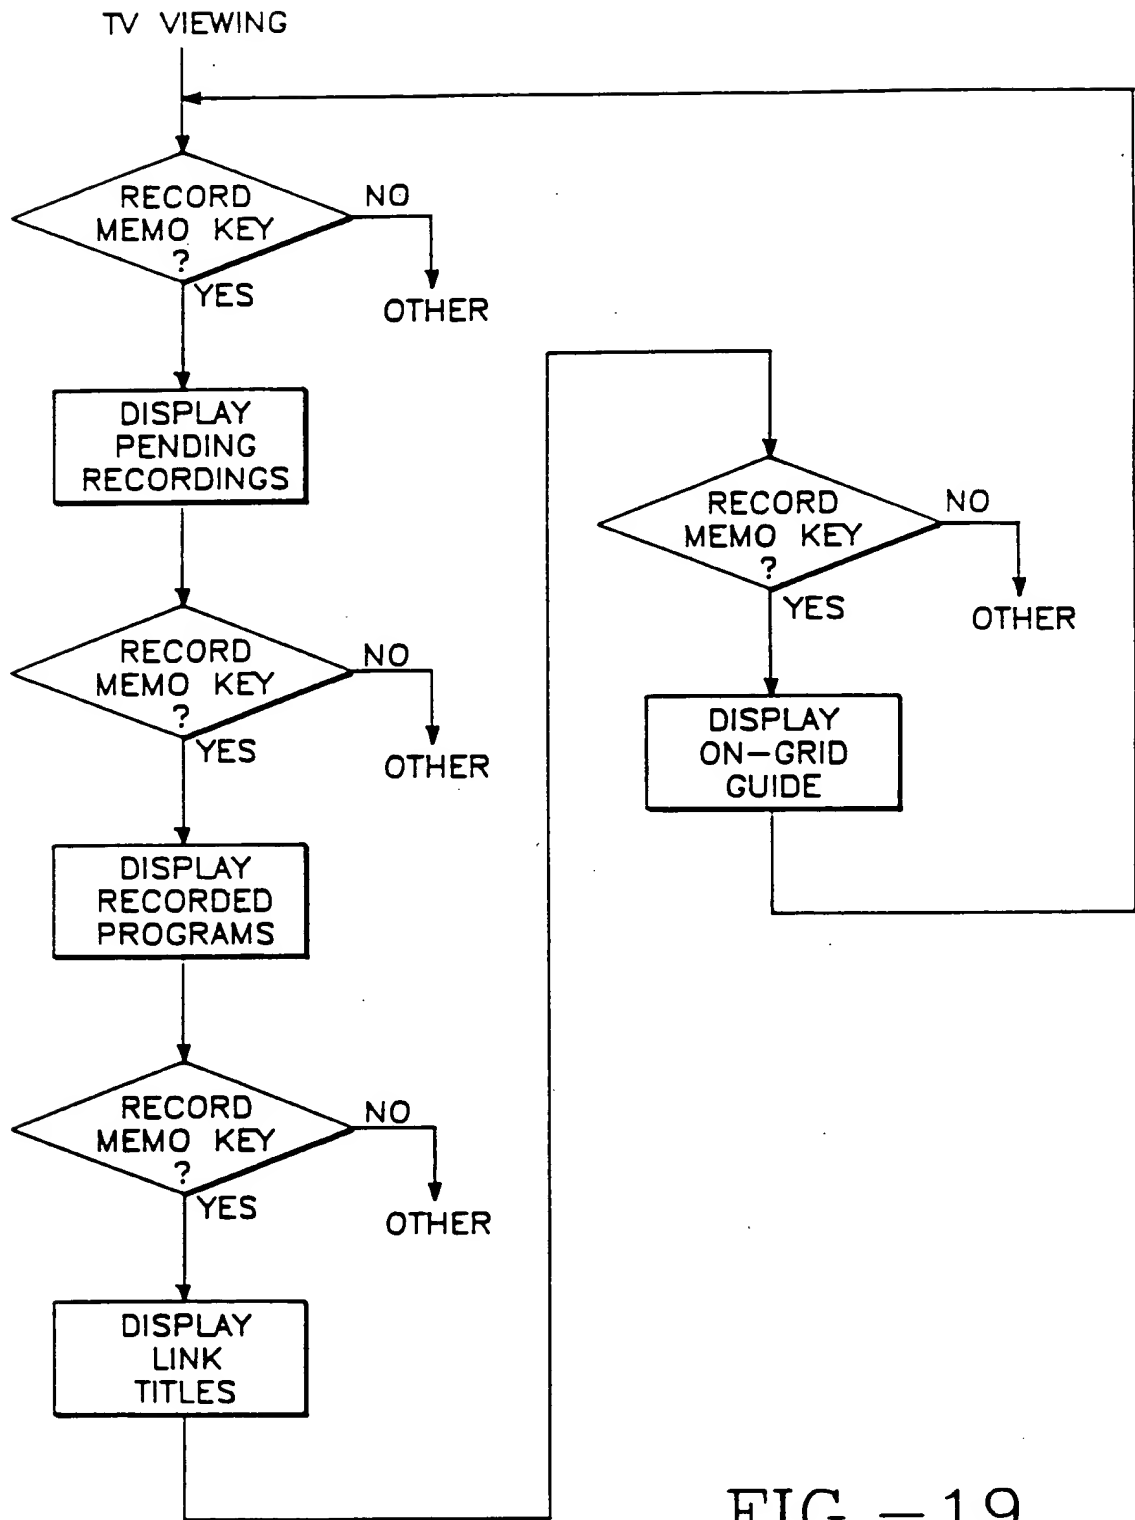 TV VIEWING
RECORD
MEMO KEY
?
NO
YES
OTHER
DISPLAY
PENDING
RECORDINGS
RECORD
MEMO KEY
?
NO
YES
OTHER
DISPLAY
RECORDED
PROGRAMS
RECORD
MEMO KEY
?
NO
YES
OTHER
DISPLAY
LINK
TITLES
RECORD
MEMO KEY
?
NO
YES
OTHER
DISPLAY
ON-GRID
GUIDE
FIG.-19